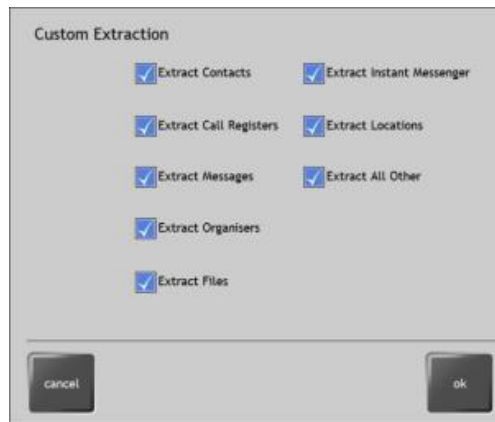 Custom Extraction
Extract Contacts
Extract Instant Messenger
Extract Call Registers
Extract Locations
Extract Messages
Extract All Other
Extract Organisers
Extract Files
cancel
ok